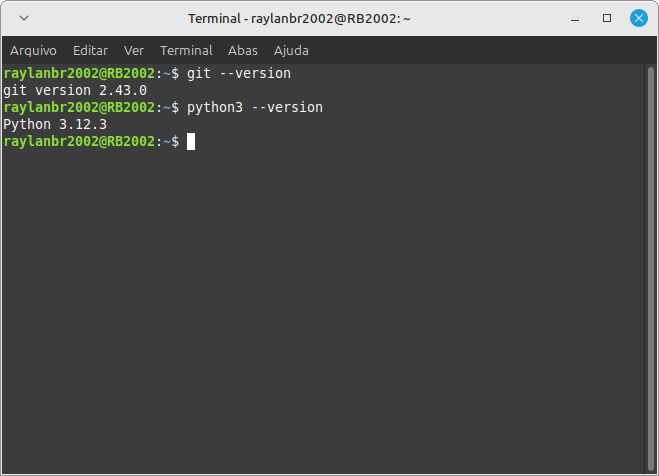 Terminal - raylanbr2002@RB2002: ~
Arquivo Editar Ver Terminal Abas Ajuda
raylanbr2002@RB2002:~$ git --version
git version 2.43.0
raylanbr2002@RB2002:~$ python3 --version
Python 3.12.3
raylanbr2002@RB2002:~$